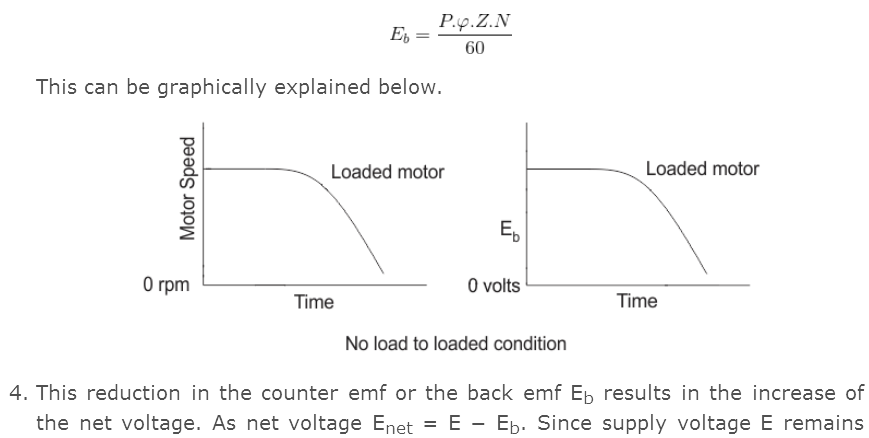 E_b = P.φ.Z.N / 60
This can be graphically explained below.
Motor Speed
Loaded motor
0 rpm
Time
Loaded motor
E_b
0 volts
Time
No load to loaded condition
4. This reduction in the counter emf or the back emf E_b results in the increase of
the net voltage. As net voltage E_net = E − E_b. Since supply voltage E remains